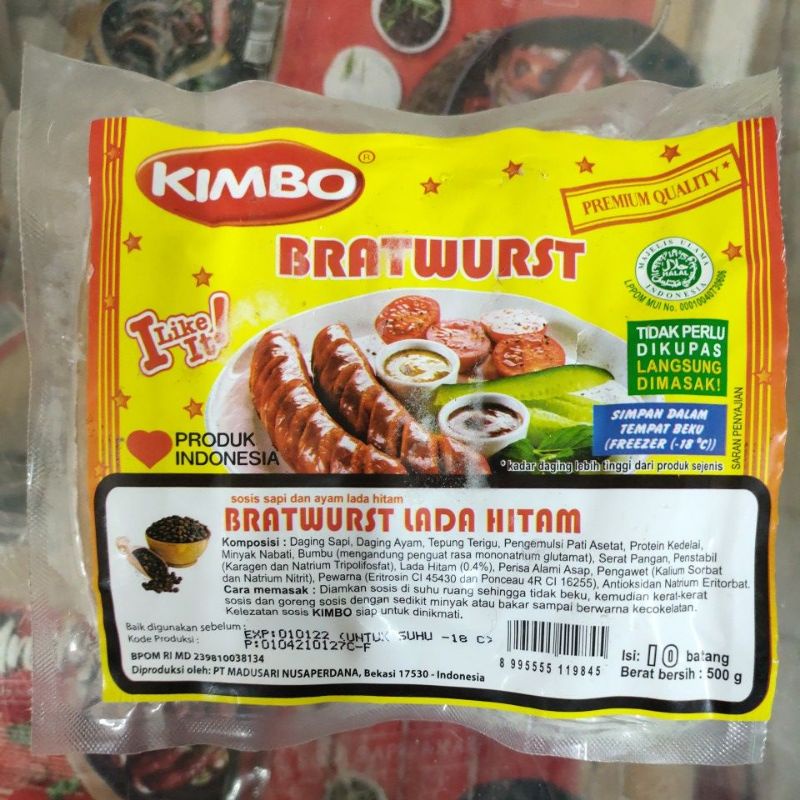 KIMBO®
PREMIUM QUALITY *
BRATWURST
MAJELIS ULAMA
HALAL
INDONESIA
LPPOM MUI No. 00010040730606
I Like It!
TIDAK PERLU
DIKUPAS
LANGSUNG
DIMASAK!
SIMPAN DALAM
TEMPAT BEKU
(FREEZER (-18 °C))
SARAN PENYAJIAN
PRODUK
INDONESIA
* kadar daging lebih tinggi dari produk sejenis
sosis sapi dan ayam lada hitam
BRATWURST LADA HITAM
Komposisi : Daging Sapi, Daging Ayam, Tepung Terigu, Pengemulsi Pati Asetat, Protein Kedelai,
Minyak Nabati, Bumbu (mengandung penguat rasa mononatrium glutamat), Serat Pangan, Penstabil
(Karagen dan Natrium Tripolifosfat), Lada Hitam (0.4%), Perisa Alami Asap, Pengawet (Kalium Sorbat
dan Natrium Nitrit), Pewarna (Eritrosin CI 45430 dan Ponceau 4R CI 16255), Antioksidan Natrium Eritorbat.
Cara memasak : Diamkan sosis di suhu ruang sehingga tidak beku, kemudian kerat-kerat
sosis dan goreng sosis dengan sedikit minyak atau bakar sampai berwarna kecokelatan.
Kelezatan sosis KIMBO siap untuk dinikmati.
Baik digunakan sebelum :
Kode Produksi :
EXP:010122 (UNTUK SUHU -18 C)
P:0104210127C-F
BPOM RI MD 239810038134
Diproduksi oleh: PT MADUSARI NUSAPERDANA, Bekasi 17530 - Indonesia
8 995555 119845
Isi: 10 batang
Berat bersih : 500 g